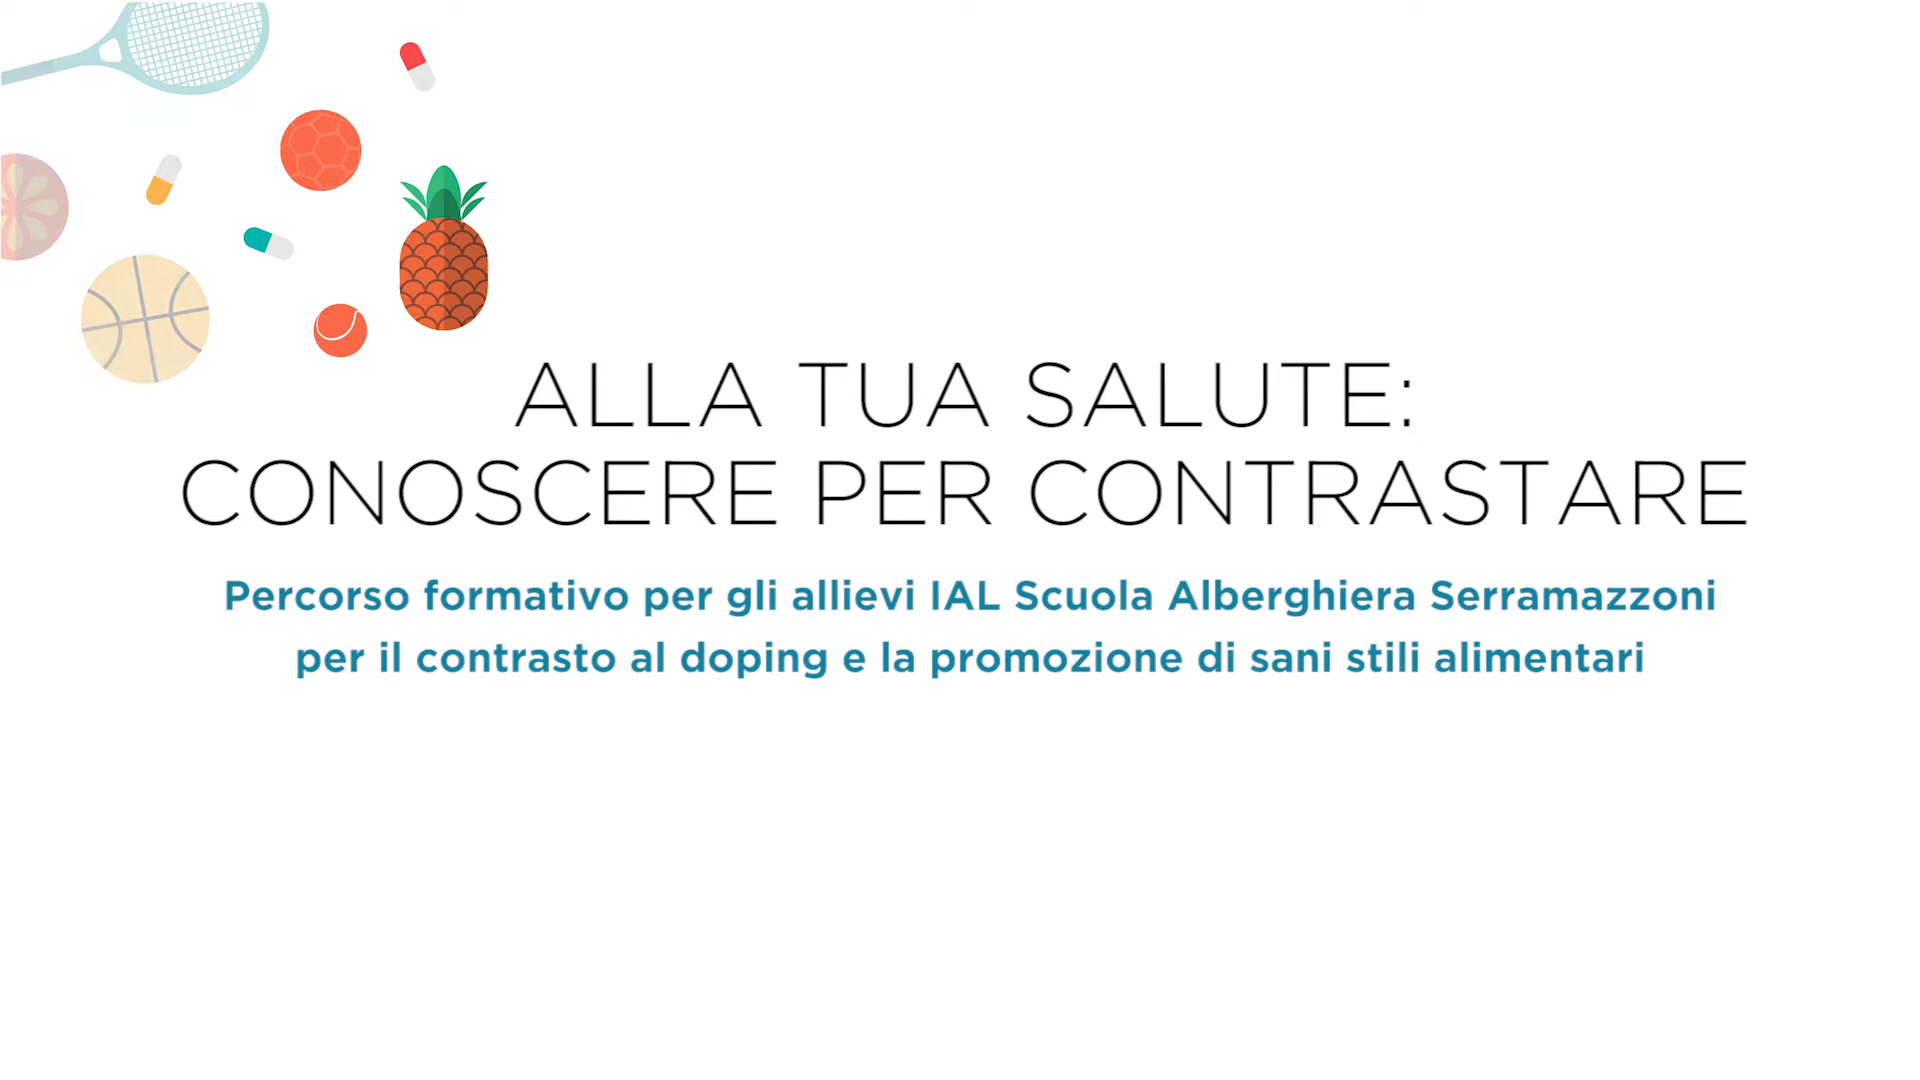 ALLA TUA SALUTE:
CONOSCERE PER CONTRASTARE
Percorso formativo per gli allievi IAL Scuola Alberghiera Serramazzoni
per il contrasto al doping e la promozione di sani stili alimentari